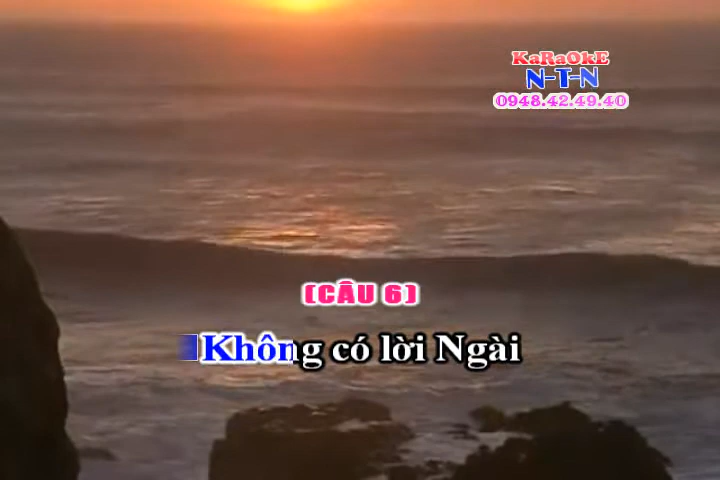 KaRaOkE
N-T-N
0948.42.49.40
(CÂU 6)
Không có lời Ngài